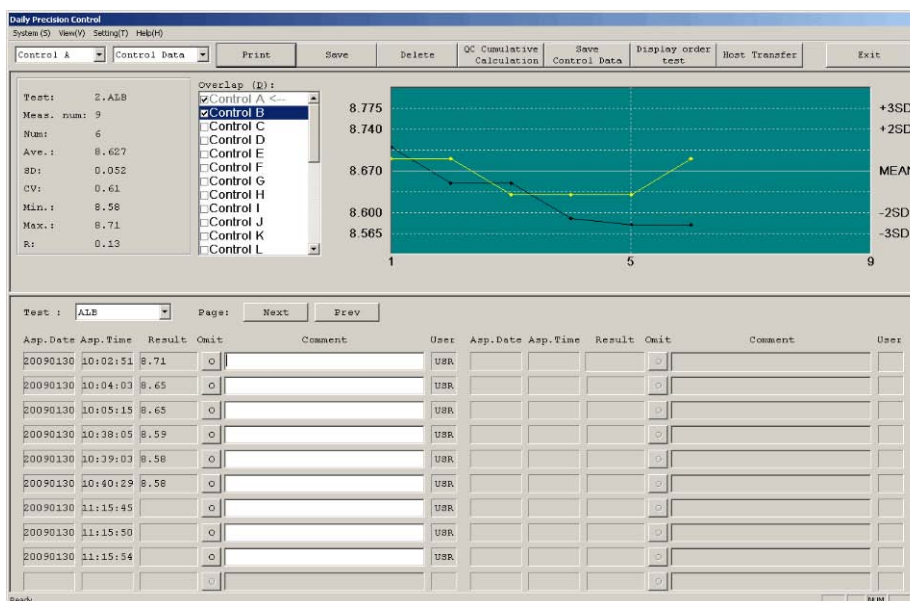 Daily Precision Control
System (S) View(V) Setting(T) Help(H)
Control A Control Data Print Save Delete QC Cumulative Calculation Save Control Data Display order test Host Transfer Exit
Test: 2.ALB
Meas. num: 9
Num: 6
Ave.: 8.627
SD: 0.052
CV: 0.61
Min.: 8.58
Max.: 8.71
R: 0.13
Overlap (D):
Control A <--
Control B
Control C
Control D
Control E
Control F
Control G
Control H
Control I
Control J
Control K
Control L
8.775 +3SD
8.740 +2SD
8.670 MEAN
8.600 -2SD
8.565 -3SD
1 5 9
Test : ALB Page: Next Prev
Asp.Date Asp.Time Result Omit Comment User Asp.Date Asp.Time Result Omit Comment User
20090130 10:02:51 8.71 USR
20090130 10:04:03 8.65 USR
20090130 10:05:15 8.65 USR
20090130 10:38:05 8.59 USR
20090130 10:39:03 8.58 USR
20090130 10:40:29 8.58 USR
20090130 11:15:45 USR
20090130 11:15:50 USR
20090130 11:15:54 USR
Ready NUM